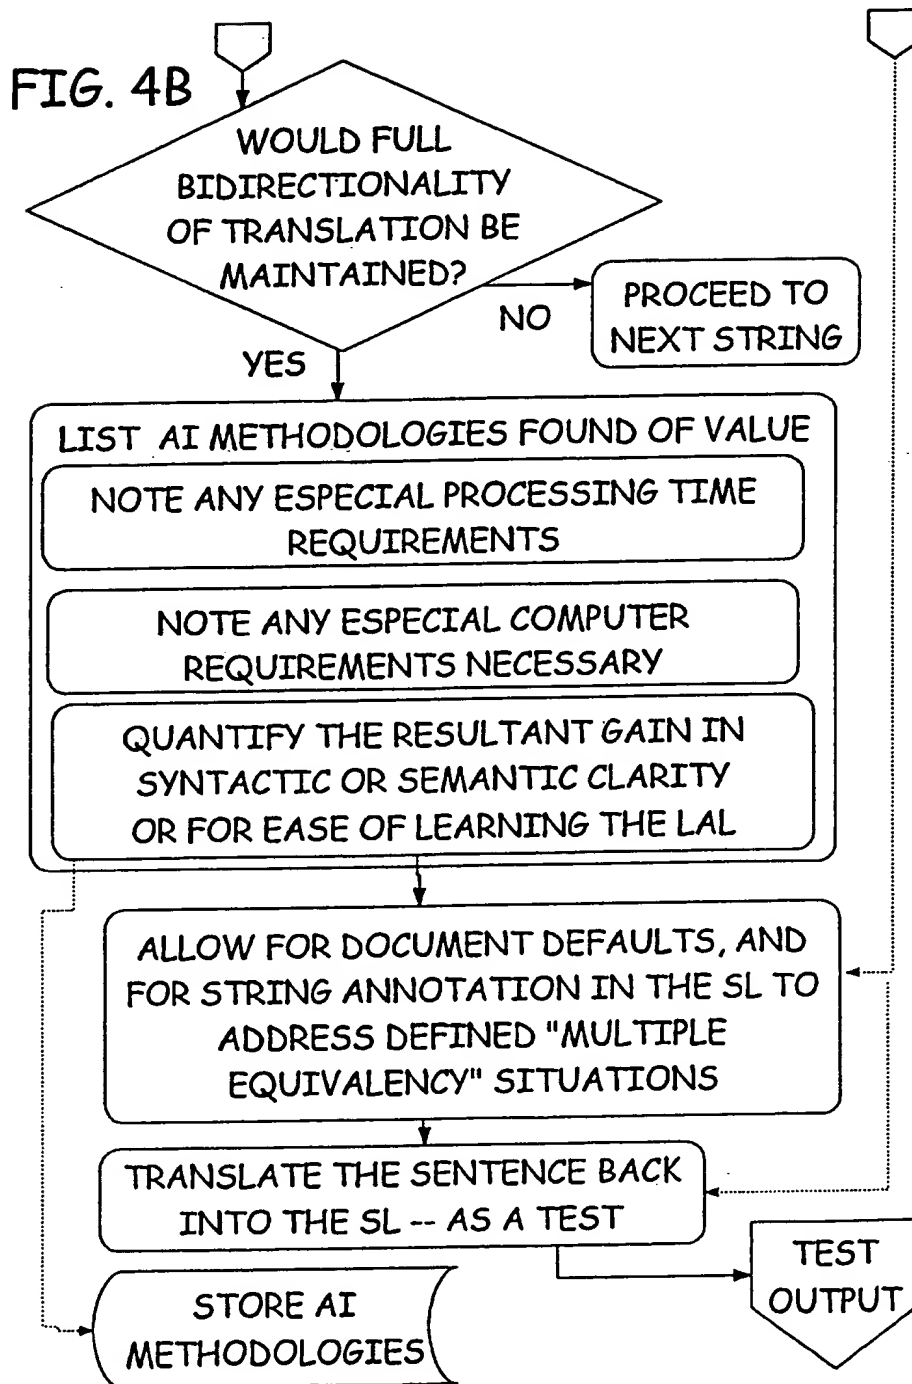 FIG. 4B
WOULD FULL
BIDIRECTIONALITY
OF TRANSLATION BE
MAINTAINED?
NO
PROCEED TO
NEXT STRING
YES
LIST AI METHODOLOGIES FOUND OF VALUE
NOTE ANY ESPECIAL PROCESSING TIME
REQUIREMENTS
NOTE ANY ESPECIAL COMPUTER
REQUIREMENTS NECESSARY
QUANTIFY THE RESULTANT GAIN IN
SYNTACTIC OR SEMANTIC CLARITY
OR FOR EASE OF LEARNING THE LAL
ALLOW FOR DOCUMENT DEFAULTS, AND
FOR STRING ANNOTATION IN THE SL TO
ADDRESS DEFINED "MULTIPLE
EQUIVALENCY" SITUATIONS
TRANSLATE THE SENTENCE BACK
INTO THE SL -- AS A TEST
TEST
OUTPUT
STORE AI
METHODOLOGIES